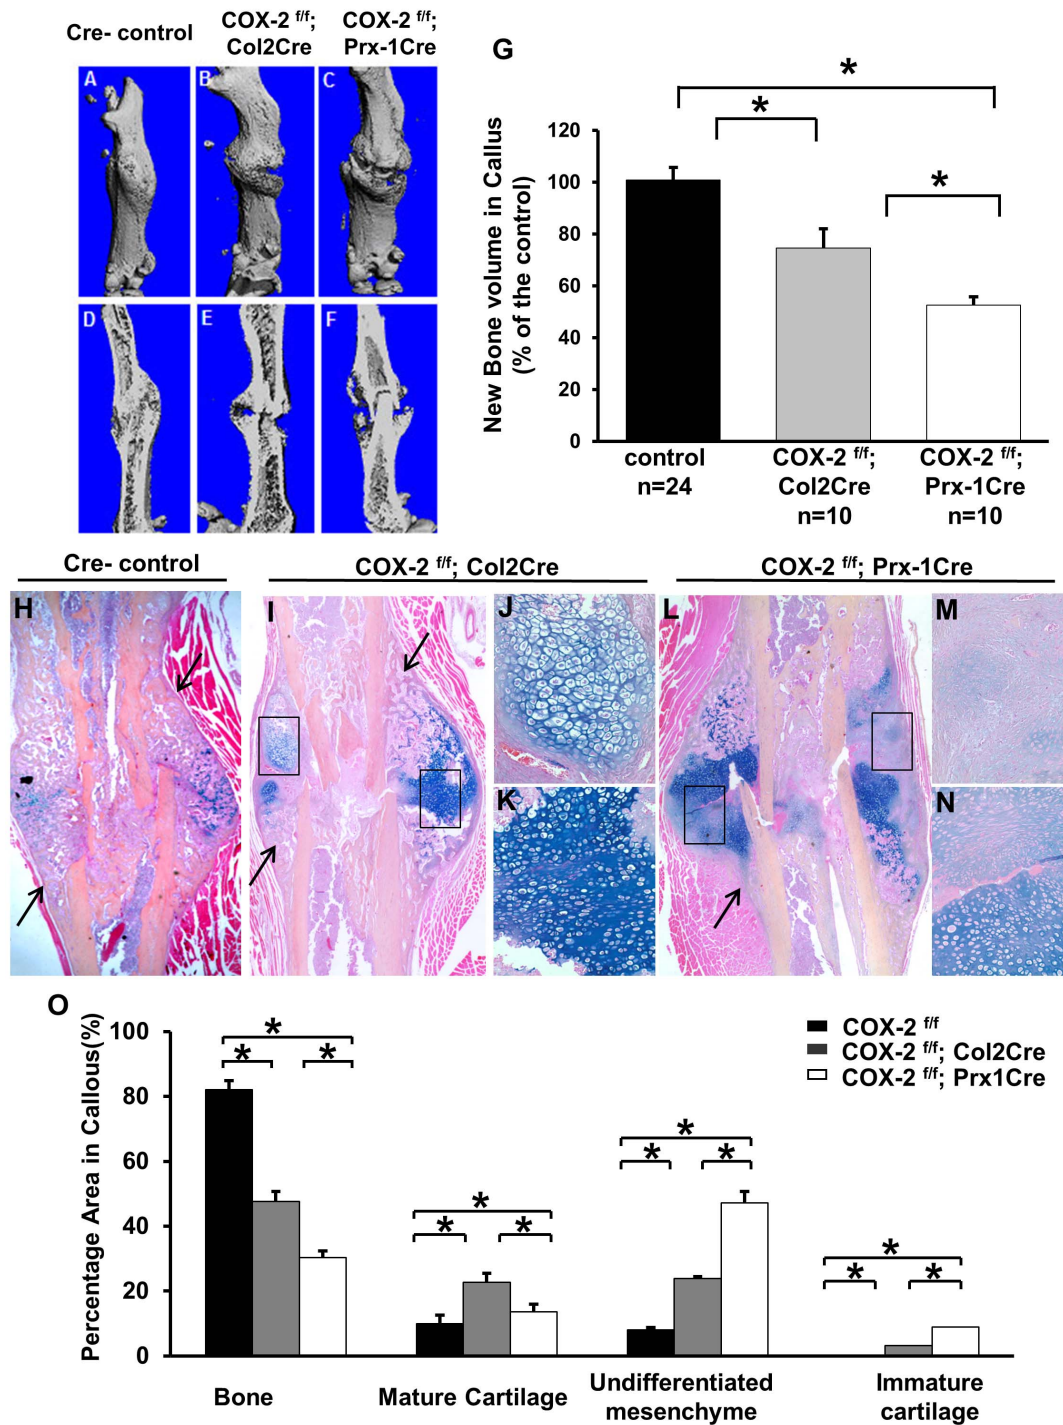 Cre- control
COX-2 f/f;
Col2Cre
COX-2 f/f;
Prx-1Cre
A
B
C
D
E
F
G
*
*
*
New Bone volume in Callus
(% of the control)
120
100
80
60
40
20
0
control
n=24
COX-2 f/f;
Col2Cre
n=10
COX-2 f/f;
Prx-1Cre
n=10
Cre- control
COX-2 f/f; Col2Cre
COX-2 f/f; Prx-1Cre
H
I
J
K
L
M
N
O
Percentage Area in Callous(%)
100
80
60
40
20
0
* * *
* * *
* * *
* * *
COX-2 f/f
COX-2 f/f; Col2Cre
COX-2 f/f; Prx1Cre
Bone
Mature Cartilage
Undifferentiated
mesenchyme
Immature
cartilage